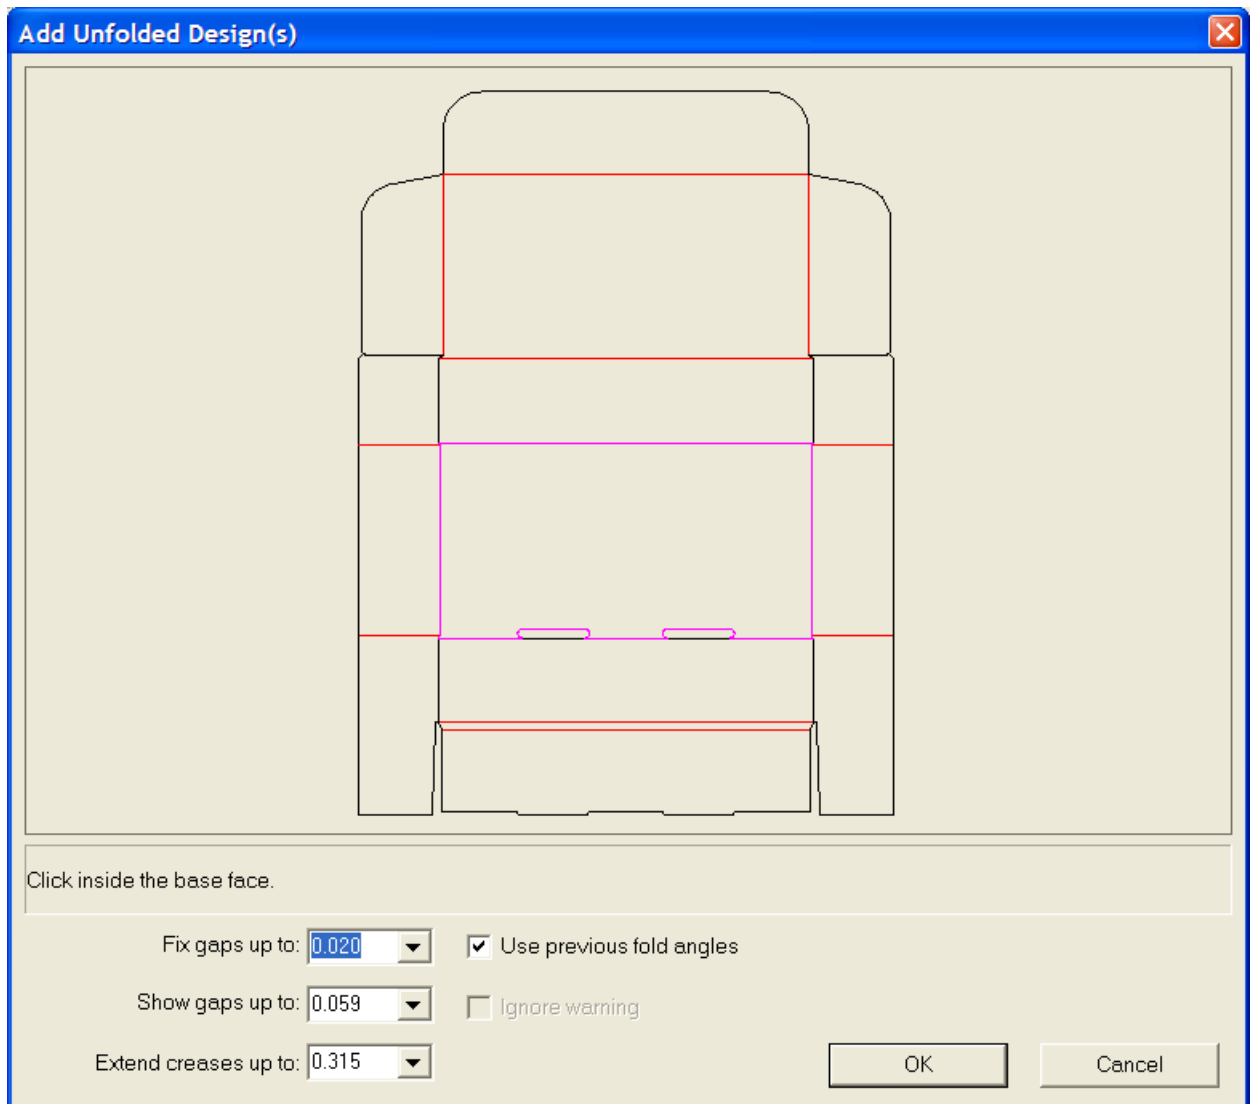 Add Unfolded Design(s)
Click inside the base face.
Fix gaps up to: 0.020 Use previous fold angles
Show gaps up to: 0.059 Ignore warning
Extend creases up to: 0.315 OK Cancel